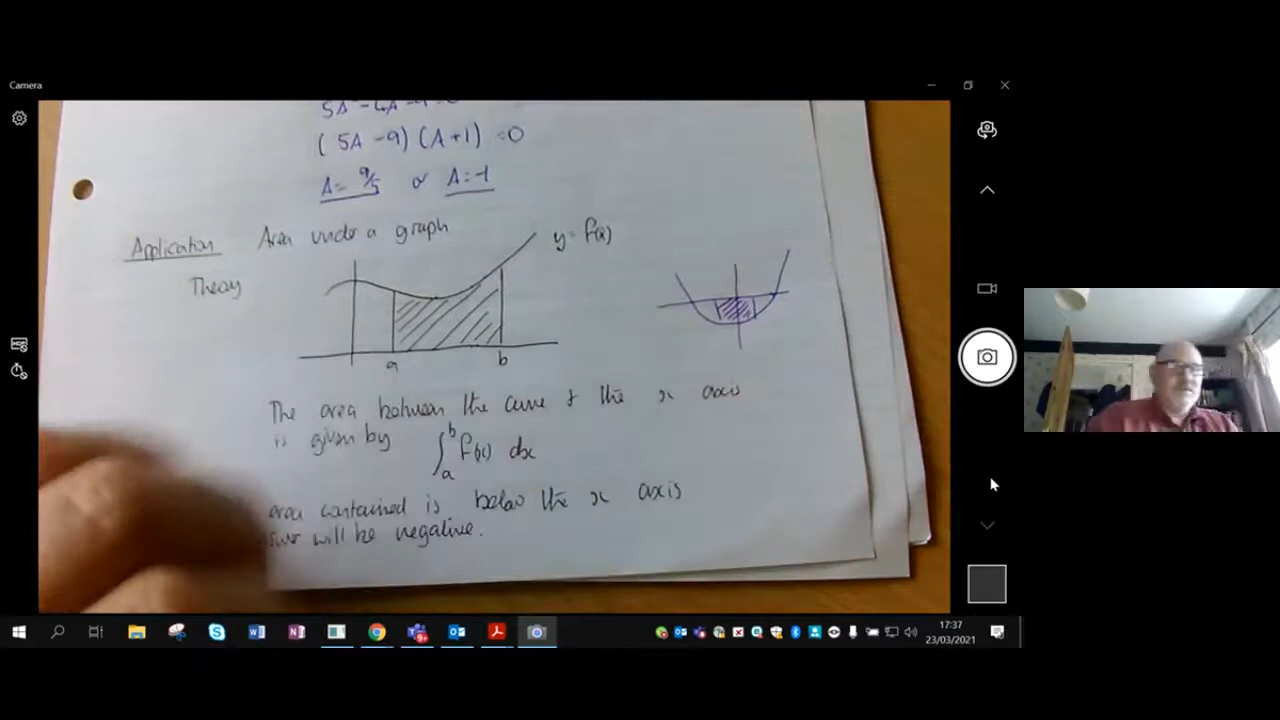 Camera
(5A-9)(A+1)=0
A= 9/5 or A=-1
Application Area under a graph
y=f(x)
Theory
a b
The area between the curve & the x axis
is given by ∫ₐᵇ f(x) dx
area contained is below the x axis
will be negative.
17:37
23/03/2021